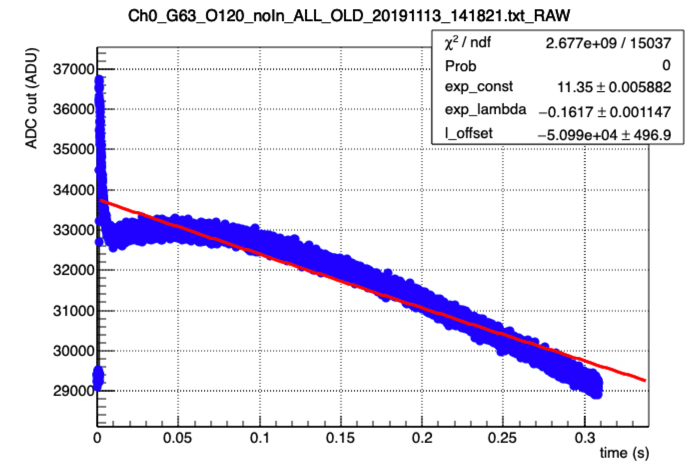 Ch0_G63_O120_noIn_ALL_OLD_20191113_141821.txt_RAW
χ² / ndf 2.677e+09 / 15037
Prob 0
exp_const 11.35 ± 0.005882
exp_lambda −0.1617 ± 0.001147
l_offset −5.099e+04 ± 496.9
ADC out (ADU)
37000
36000
35000
34000
33000
32000
31000
30000
29000
0 0.05 0.1 0.15 0.2 0.25 0.3
time (s)